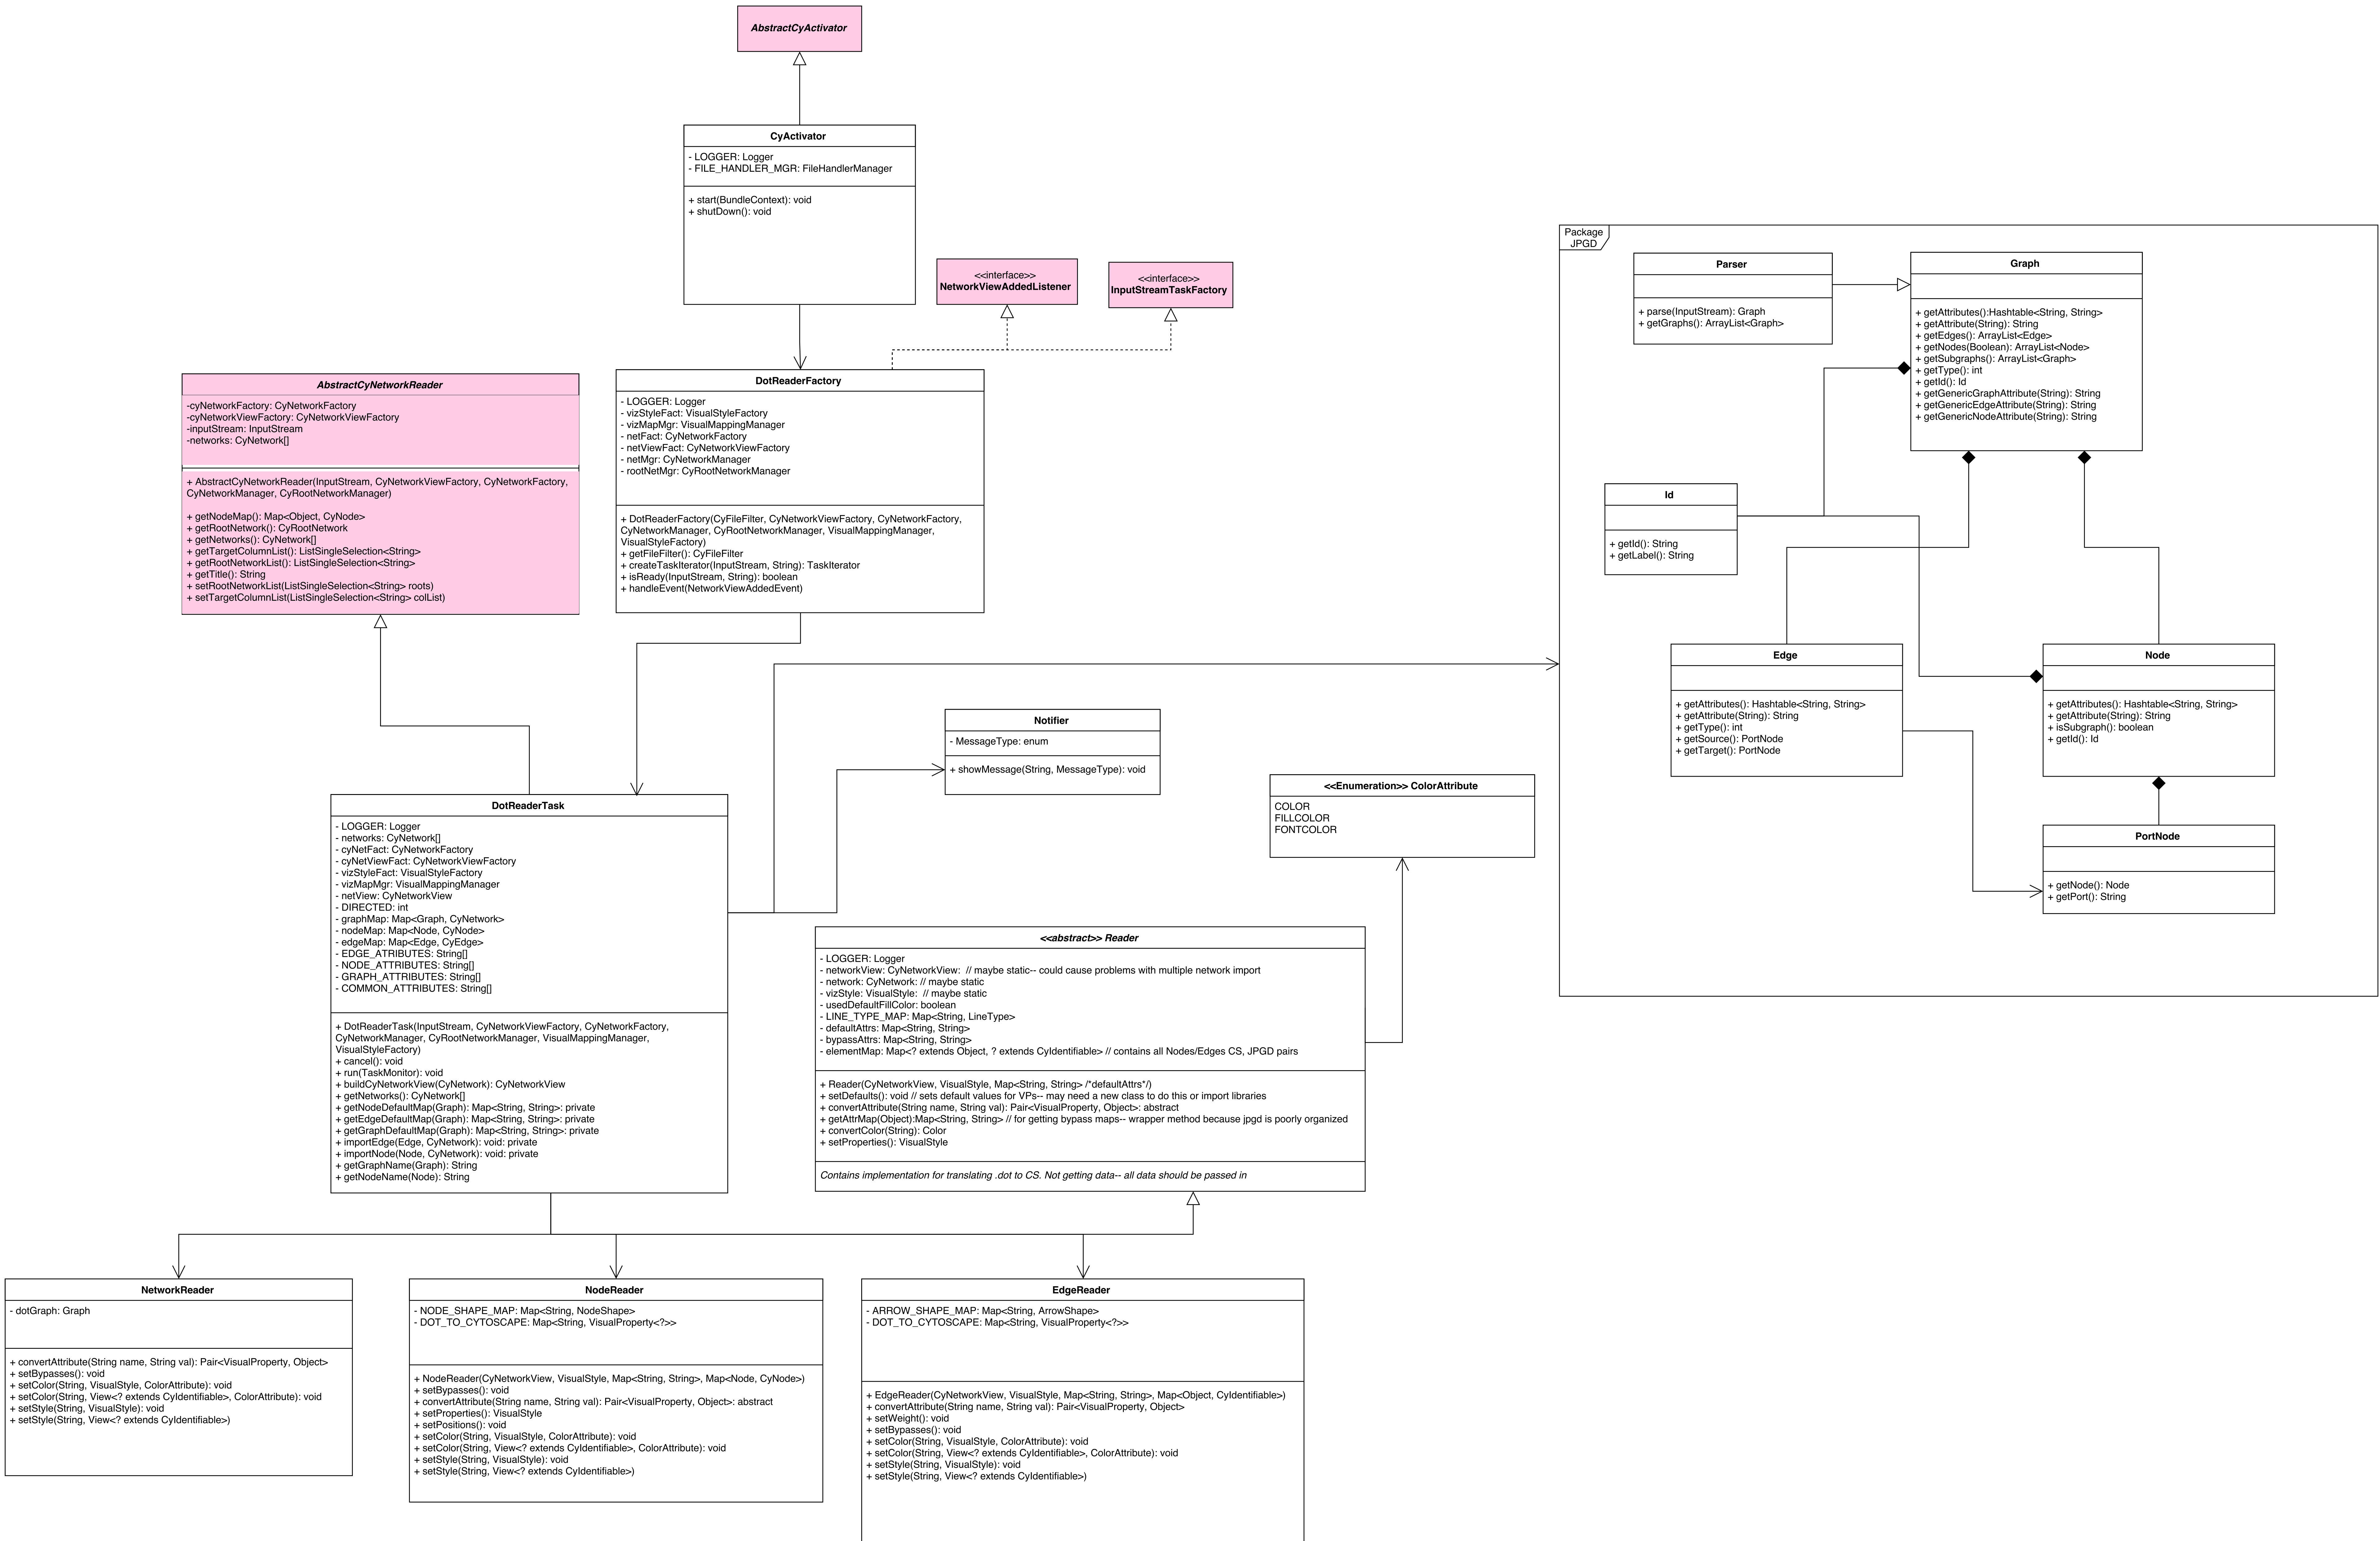 AbstractCyActivator
CyActivator
- LOGGER: Logger
- FILE_HANDLER_MGR: FileHandlerManager
+ start(BundleContext): void
+ shutDown(): void
<<interface>>
NetworkViewAddedListener
<<interface>>
InputStreamTaskFactory
AbstractCyNetworkReader
-cyNetworkFactory: CyNetworkFactory
-cyNetworkViewFactory: CyNetworkViewFactory
-inputStream: InputStream
-networks: CyNetwork[]
+ AbstractCyNetworkReader(InputStream, CyNetworkViewFactory, CyNetworkFactory,
CyNetworkManager, CyRootNetworkManager)
+ getNodeMap(): Map<Object, CyNode>
+ getRootNetwork(): CyRootNetwork
+ getNetworks(): CyNetwork[]
+ getTargetColumnList(): ListSingleSelection<String>
+ getRootNetworkList(): ListSingleSelection<String>
+ getTitle(): String
+ setRootNetworkList(ListSingleSelection<String> roots)
+ setTargetColumnList(ListSingleSelection<String> colList)
DotReaderFactory
- LOGGER: Logger
- vizStyleFact: VisualStyleFactory
- vizMapMgr: VisualMappingManager
- netFact: CyNetworkFactory
- netViewFact: CyNetworkViewFactory
- netMgr: CyNetworkManager
- rootNetMgr: CyRootNetworkManager
+ DotReaderFactory(CyFileFilter, CyNetworkViewFactory, CyNetworkFactory,
CyNetworkManager, CyRootNetworkManager, VisualMappingManager,
VisualStyleFactory)
+ getFileFilter(): CyFileFilter
+ createTaskIterator(InputStream, String): TaskIterator
+ isReady(InputStream, String): boolean
+ handleEvent(NetworkViewAddedEvent)
Package
JPGD
Parser
+ parse(InputStream): Graph
+ getGraphs(): ArrayList<Graph>
Graph
+ getAttributes():Hashtable<String, String>
+ getAttribute(String): String
+ getEdges(): ArrayList<Edge>
+ getNodes(Boolean): ArrayList<Node>
+ getSubgraphs(): ArrayList<Graph>
+ getType(): int
+ getId(): Id
+ getGenericGraphAttribute(String): String
+ getGenericEdgeAttribute(String): String
+ getGenericNodeAttribute(String): String
Id
+ getId(): String
+ getLabel(): String
Edge
+ getAttributes(): Hashtable<String, String>
+ getAttribute(String): String
+ getType(): int
+ getSource(): PortNode
+ getTarget(): PortNode
Node
+ getAttributes(): Hashtable<String, String>
+ getAttribute(String): String
+ isSubgraph(): boolean
+ getId(): Id
PortNode
+ getNode(): Node
+ getPort(): String
Notifier
- MessageType: enum
+ showMessage(String, MessageType): void
<<Enumeration>> ColorAttribute
COLOR
FILLCOLOR
FONTCOLOR
DotReaderTask
- LOGGER: Logger
- networks: CyNetwork[]
- cyNetFact: CyNetworkFactory
- cyNetViewFact: CyNetworkViewFactory
- vizStyleFact: VisualStyleFactory
- vizMapMgr: VisualMappingManager
- netView: CyNetworkView
- DIRECTED: int
- graphMap: Map<Graph, CyNetwork>
- nodeMap: Map<Node, CyNode>
- edgeMap: Map<Edge, CyEdge>
- EDGE_ATRIBUTES: String[]
- NODE_ATTRIBUTES: String[]
- GRAPH_ATTRIBUTES: String[]
- COMMON_ATTRIBUTES: String[]
+ DotReaderTask(InputStream, CyNetworkViewFactory, CyNetworkFactory,
CyNetworkManager, CyRootNetworkManager, VisualMappingManager,
VisualStyleFactory)
+ cancel(): void
+ run(TaskMonitor): void
+ buildCyNetworkView(CyNetwork): CyNetworkView
+ getNetworks(): CyNetwork[]
+ getNodeDefaultMap(Graph): Map<String, String>: private
+ getEdgeDefaultMap(Graph): Map<String, String>: private
+ getGraphDefaultMap(Graph): Map<String, String>: private
+ importEdge(Edge, CyNetwork): void: private
+ importNode(Node, CyNetwork): void: private
+ getGraphName(Graph): String
+ getNodeName(Node): String
<<abstract>> Reader
- LOGGER: Logger
- networkView: CyNetworkView:  // maybe static-- could cause problems with multiple network import
- network: CyNetwork: // maybe static
- vizStyle: VisualStyle:  // maybe static
- usedDefaultFillColor: boolean
- LINE_TYPE_MAP: Map<String, LineType>
- defaultAttrs: Map<String, String>
- bypassAttrs: Map<String, String>
- elementMap: Map<? extends Object, ? extends CyIdentifiable> // contains all Nodes/Edges CS, JPGD pairs
+ Reader(CyNetworkView, VisualStyle, Map<String, String> /*defaultAttrs*/)
+ setDefaults(): void // sets default values for VPs-- may need a new class to do this or import libraries
+ convertAttribute(String name, String val): Pair<VisualProperty, Object>: abstract
+ getAttrMap(Object):Map<String, String> // for getting bypass maps-- wrapper method because jpgd is poorly organized
+ convertColor(String): Color
+ setProperties(): VisualStyle
Contains implementation for translating .dot to CS. Not getting data-- all data should be passed in
NetworkReader
- dotGraph: Graph
+ convertAttribute(String name, String val): Pair<VisualProperty, Object>
+ setBypasses(): void
+ setColor(String, VisualStyle, ColorAttribute): void
+ setColor(String, View<? extends CyIdentifiable>, ColorAttribute): void
+ setStyle(String, VisualStyle): void
+ setStyle(String, View<? extends CyIdentifiable>)
NodeReader
- NODE_SHAPE_MAP: Map<String, NodeShape>
- DOT_TO_CYTOSCAPE: Map<String, VisualProperty<?>>
+ NodeReader(CyNetworkView, VisualStyle, Map<String, String>, Map<Node, CyNode>)
+ setBypasses(): void
+ convertAttribute(String name, String val): Pair<VisualProperty, Object>: abstract
+ setProperties(): VisualStyle
+ setPositions(): void
+ setColor(String, VisualStyle, ColorAttribute): void
+ setColor(String, View<? extends CyIdentifiable>, ColorAttribute): void
+ setStyle(String, VisualStyle): void
+ setStyle(String, View<? extends CyIdentifiable>)
EdgeReader
- ARROW_SHAPE_MAP: Map<String, ArrowShape>
- DOT_TO_CYTOSCAPE: Map<String, VisualProperty<?>>
+ EdgeReader(CyNetworkView, VisualStyle, Map<String, String>, Map<Object, CyIdentifiable>)
+ convertAttribute(String name, String val): Pair<VisualProperty, Object>
+ setWeight(): void
+ setBypasses(): void
+ setColor(String, VisualStyle, ColorAttribute): void
+ setColor(String, View<? extends CyIdentifiable>, ColorAttribute): void
+ setStyle(String, VisualStyle): void
+ setStyle(String, View<? extends CyIdentifiable>)